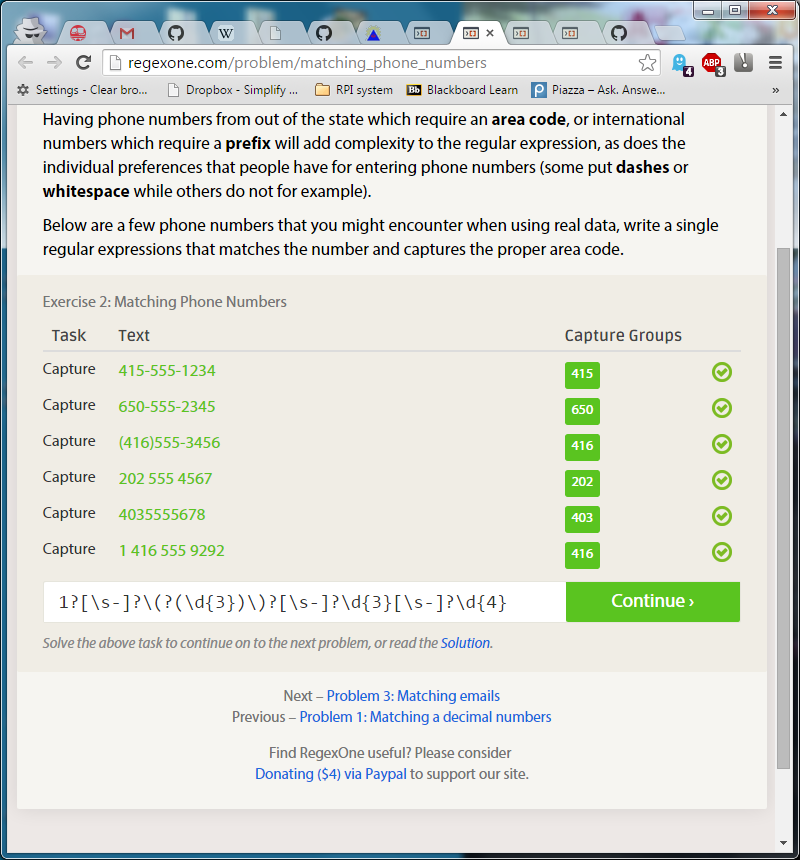 regexone.com/problem/matching_phone_numbers
4
ABP
3
Settings - Clear bro...
Dropbox - Simplify ...
RPI system
Bb
Blackboard Learn
Piazza – Ask. Answe...
»
Having phone numbers from out of the state which require an area code, or international
numbers which require a prefix will add complexity to the regular expression, as does the
individual preferences that people have for entering phone numbers (some put dashes or
whitespace while others do not for example).
Below are a few phone numbers that you might encounter when using real data, write a single
regular expressions that matches the number and captures the proper area code.
Exercise 2: Matching Phone Numbers
Task Text Capture Groups
Capture 415-555-1234 415
Capture 650-555-2345 650
Capture (416)555-3456 416
Capture 202 555 4567 202
Capture 4035555678 403
Capture 1 416 555 9292 416
1?[\s-]?\(?(\d{3})\)?[\s-]?\d{3}[\s-]?\d{4} Continue ›
Solve the above task to continue on to the next problem, or read the Solution.
Next – Problem 3: Matching emails
Previous – Problem 1: Matching a decimal numbers
Find RegexOne useful? Please consider
Donating ($4) via Paypal to support our site.